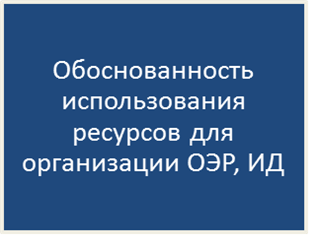 Обоснованность
использования
ресурсов для
организации ОЭР, ИД